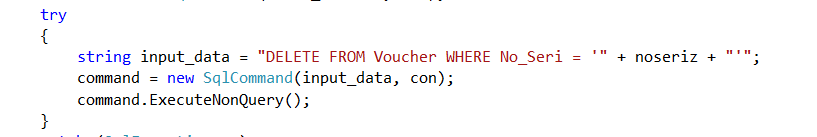 try
{
string input_data = "DELETE FROM Voucher WHERE No_Seri = '" + noseriz + "'";
command = new SqlCommand(input_data, con);
command.ExecuteNonQuery();
}